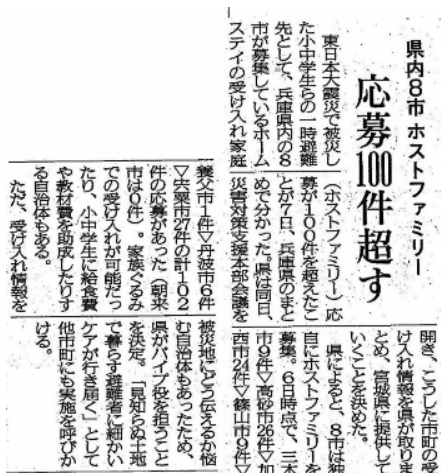 県内8市 ホストファミリー
応募100件超す
東日本大震災で被災し
た小中学生らの一時避難
先として、兵庫県内の8
市が募集しているホーム
ステイの受け入れ家庭
（ホストファミリー）応
募が100件を超えたこ
とが7日、兵庫県のまと
めで分かった。県は同日、
災害対策支援本部会議を
開き、こうした市町の受
け入れ情報を県が取りま
とめ、宮城県に提供して
いくことを決めた。
県によると、8市は独
自にホストファミリーを
募集。6日時点で、三木
市9件▽高砂市26件▽加
西市24件▽篠山市9件▽
養父市1件▽丹波市6件
▽宍粟市27件の計102
件の応募があった（朝来
市は0件）。家族ぐるみ
での受け入れが可能だっ
たり、小中学生に給食費
や教材費を助成したりす
る自治体もある。
ただ、受け入れ情報を
被災地にどう伝えるか悩
む自治体もあったため、
県がパイプ役を担うこと
を決定。「見知らぬ土地
で暮らす避難者に細かい
ケアが行き届く」として
他市町にも実施を呼びか
ける。